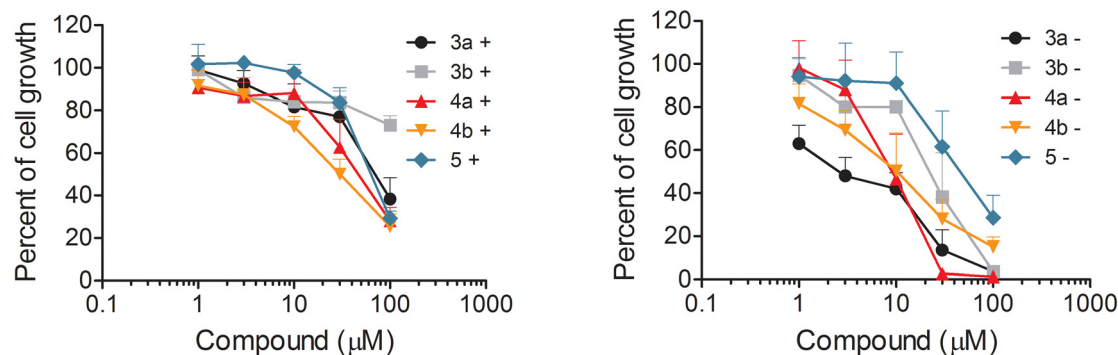 120
100
80
60
40
20
0
0.1 1 10 100 1000
Percent of cell growth
Compound (μM)
3a +
3b +
4a +
4b +
5 +
120
100
80
60
40
20
0
0.1 1 10 100 1000
Percent of cell growth
Compound (μM)
3a -
3b -
4a -
4b -
5 -